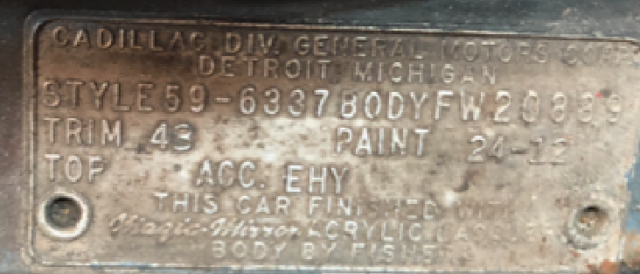 CADILLAC DIV. GENERAL MOTORS CORP
DETROIT, MICHIGAN
STYLE 59-6337 BODY FW 20889
TRIM 43 PAINT 24-12
TOP ACC. EHY
THIS CAR FINISHED WITH
Magic-Mirror ACRYLIC LACQUER
BODY BY FISHER